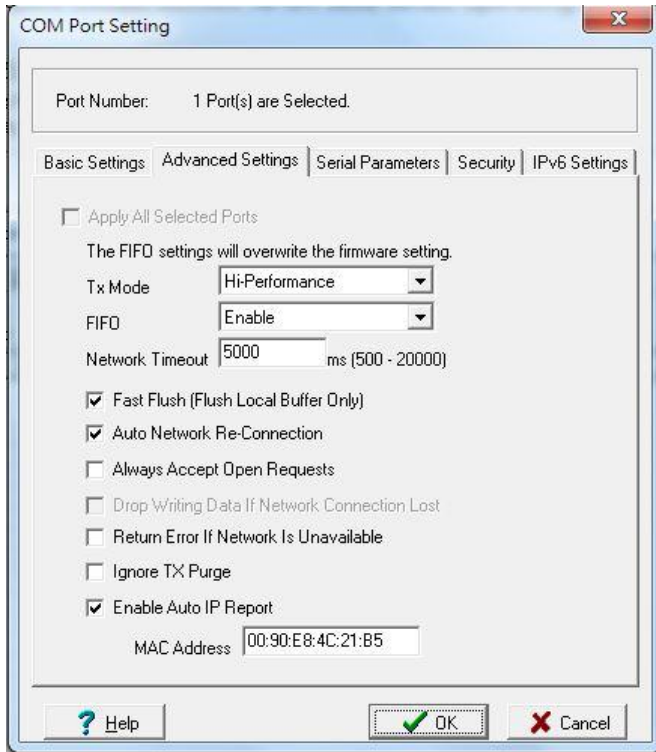 COM Port Setting
Port Number: 1 Port(s) are Selected.
Basic Settings Advanced Settings Serial Parameters Security IPv6 Settings
Apply All Selected Ports
The FIFO settings will overwrite the firmware setting.
Tx Mode Hi-Performance
FIFO Enable
Network Timeout 5000 ms (500 - 20000)
Fast Flush (Flush Local Buffer Only)
Auto Network Re-Connection
Always Accept Open Requests
Drop Writing Data If Network Connection Lost
Return Error If Network Is Unavailable
Ignore TX Purge
Enable Auto IP Report
MAC Address 00:90:E8:4C:21:B5
? Help OK Cancel